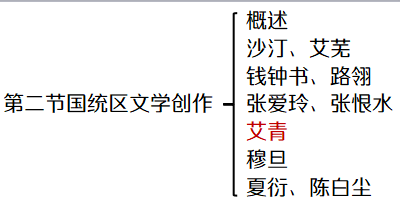 第二节国统区文学创作
概述
沙汀、艾芜
钱钟书、路翎
张爱玲、张恨水
艾青
穆旦
夏衍、陈白尘